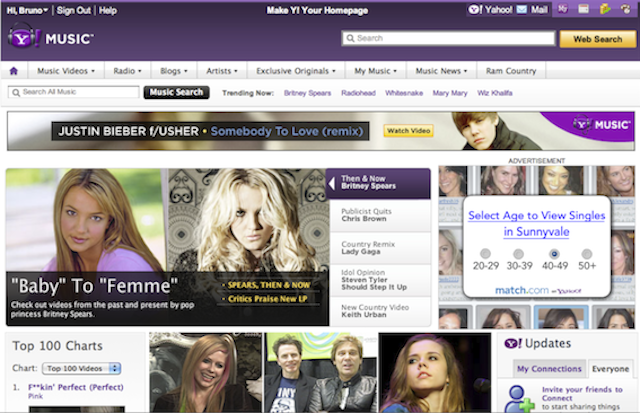 Hi, Bruno Sign Out Help Make Y! Your Homepage Yahoo! Mail My
Y! MUSIC
Search Web Search
Music Videos Radio Blogs Artists Exclusive Originals My Music Music News Ram Country
Search All Music Music Search Trending Now: Britney Spears Radiohead Whitesnake Mary Mary Wiz Khalifa
JUSTIN BIEBER f/USHER • Somebody To Love (remix) Watch Video Y! MUSIC
ADVERTISEMENT
Then & Now
Britney Spears
Publicist Quits
Chris Brown
Country Remix
Lady Gaga
Idol Opinion
Steven Tyler
Should Step It Up
New Country Video
Keith Urban
"Baby" To "Femme"
Check out videos from the past and present by pop
princess Britney Spears.
• SPEARS, THEN & NOW
• Critics Praise New LP
Select Age to View Singles
in Sunnyvale
20-29 30-39 40-49 50+
match.com on YAHOO!
Top 100 Charts
Chart: Top 100 Videos
1. F**kin' Perfect (Perfect)
Pink
Y! Updates
My Connections Everyone
Invite your friends to
Connect
to start sharing things